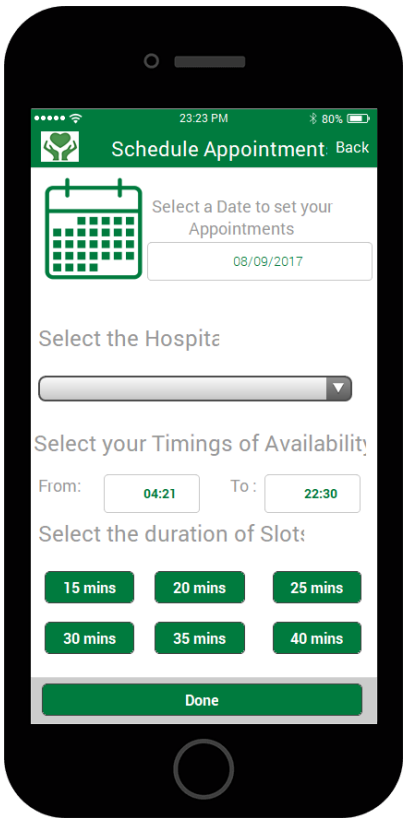 23:23 PM 80%
Schedule Appointment Back
Select a Date to set your
Appointments
08/09/2017
Select the Hospita
Select your Timings of Availability
From: 04:21 To : 22:30
Select the duration of Slots
15 mins 20 mins 25 mins
30 mins 35 mins 40 mins
Done